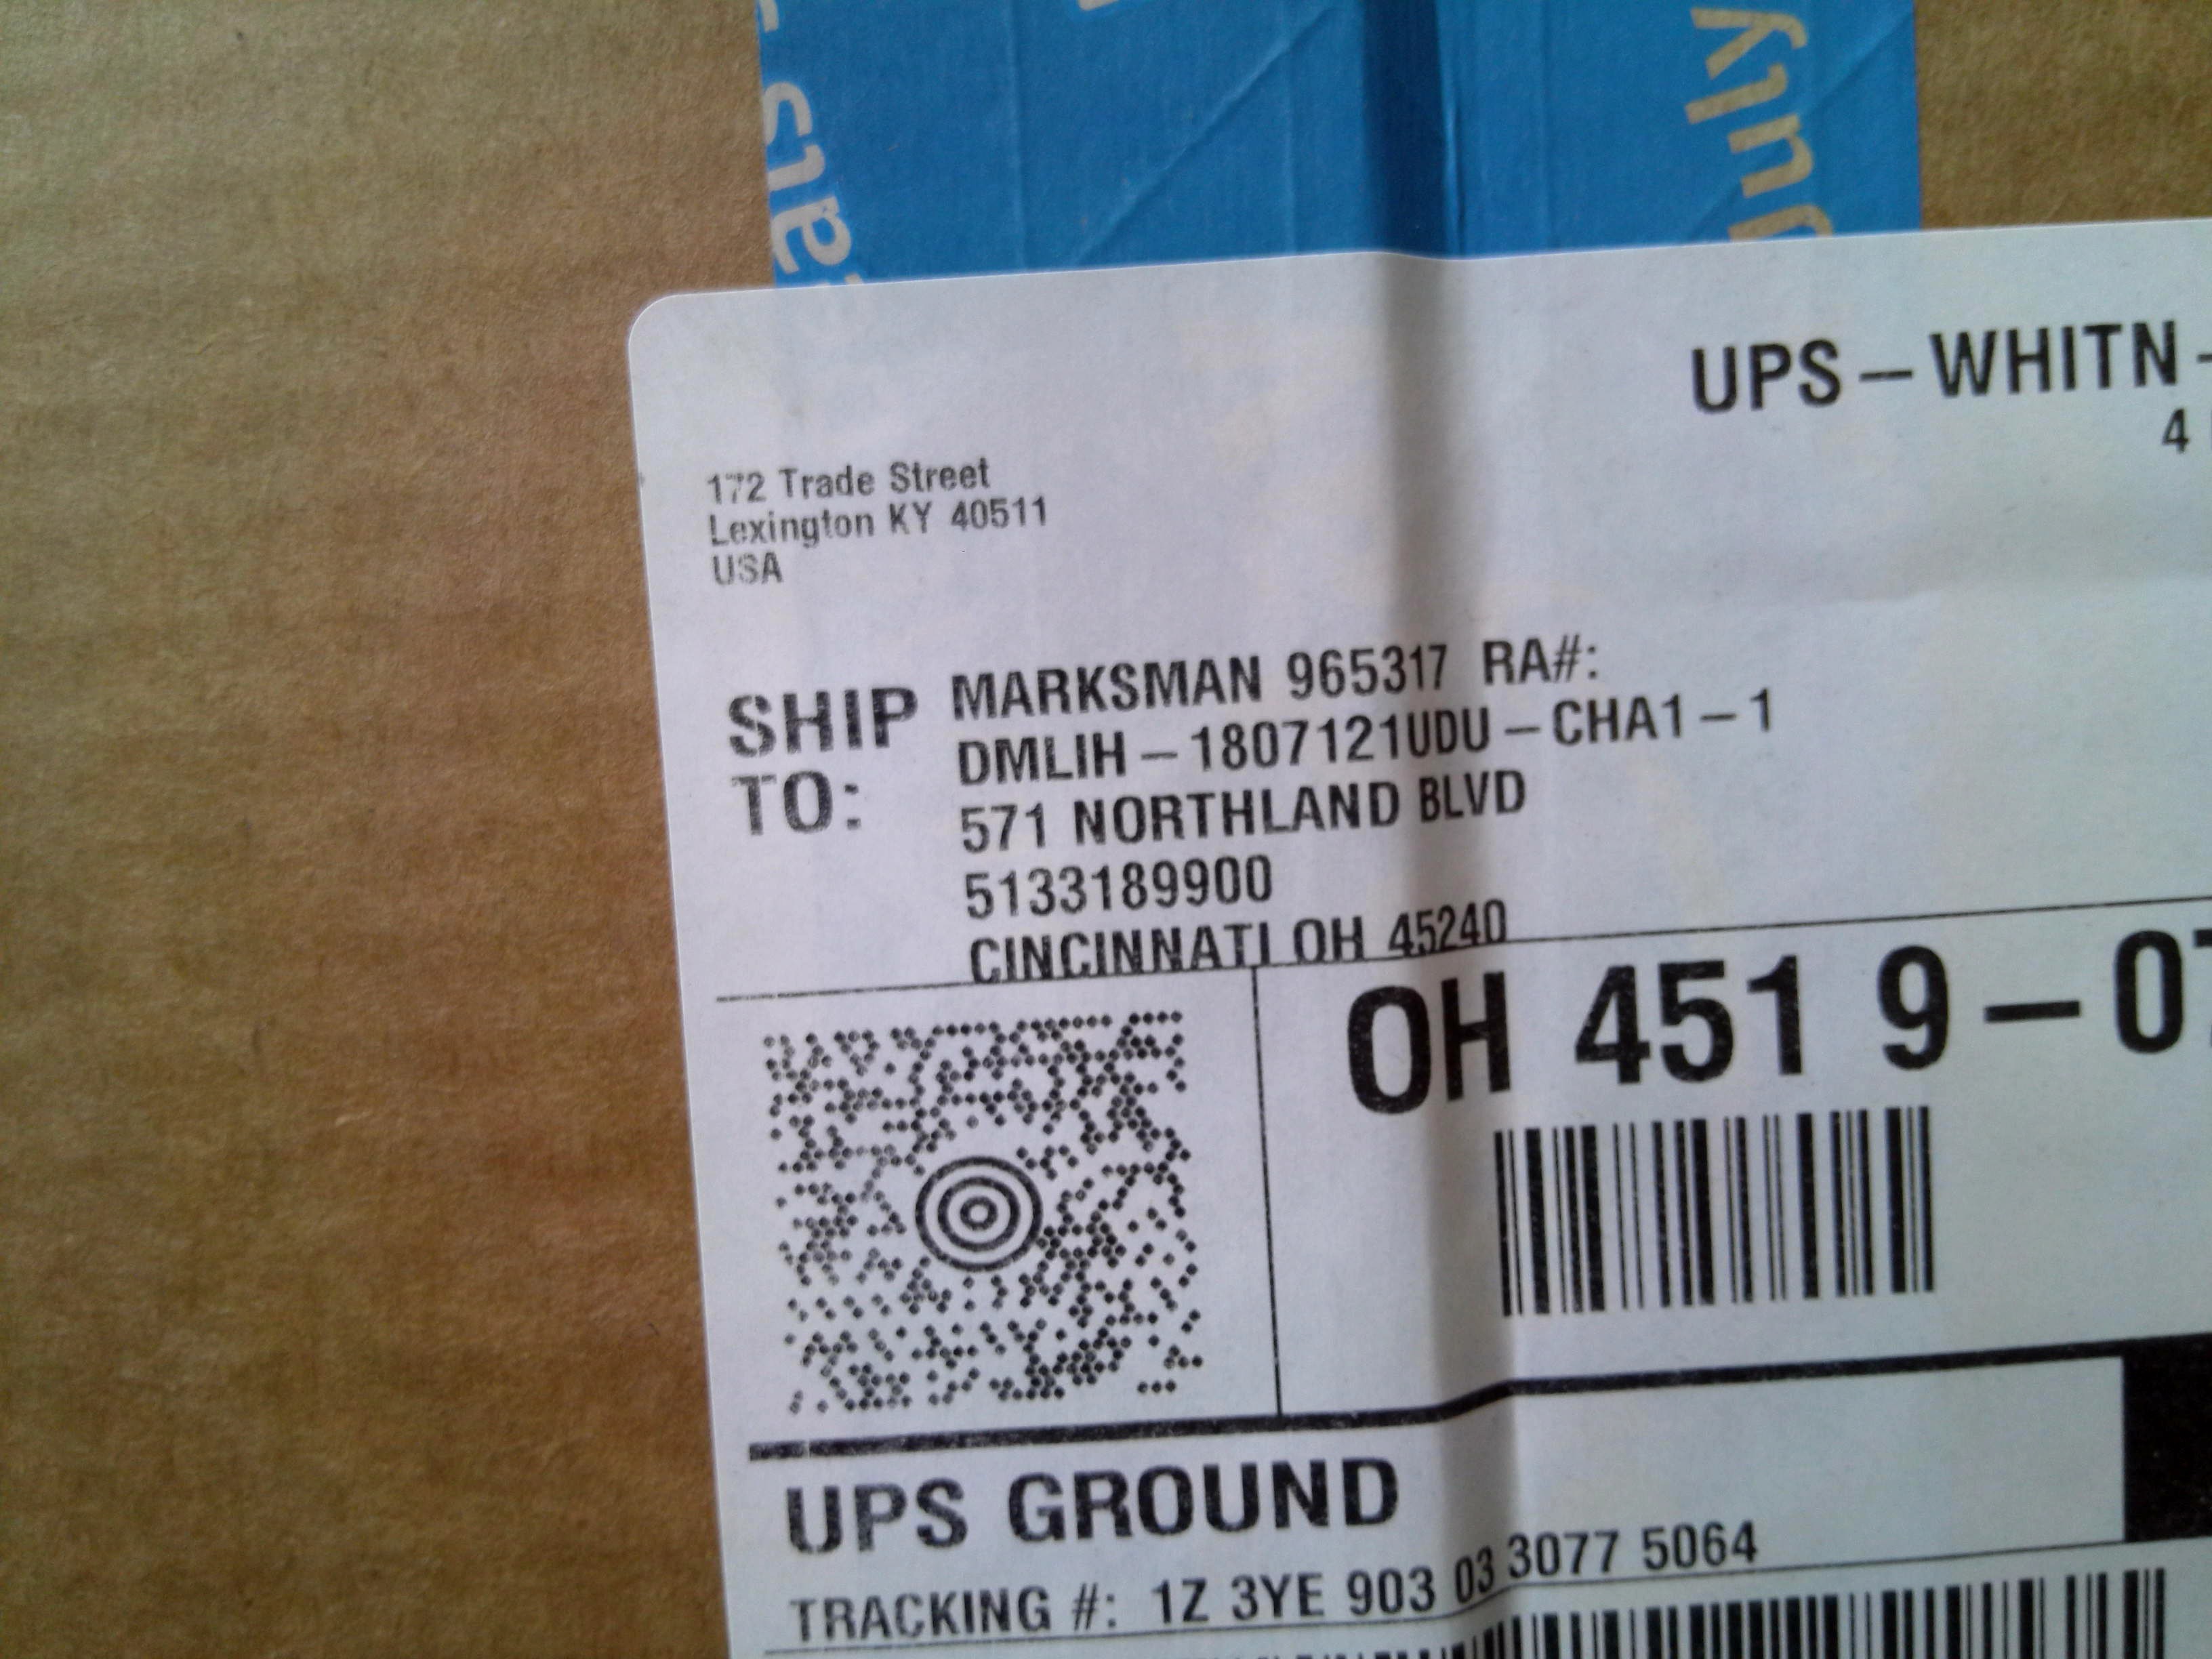 uly
172 Trade Street
Lexington KY 40511
USA
UPS-WHITN-
4
SHIP TO:
MARKSMAN 965317 RA#:
DMLIH-1807121UDU-CHA1-1
571 NORTHLAND BLVD
5133189900
CINCINNATI OH 45240
OH 451 9-0
UPS GROUND
TRACKING #: 1Z 3YE 903 03 3077 5064